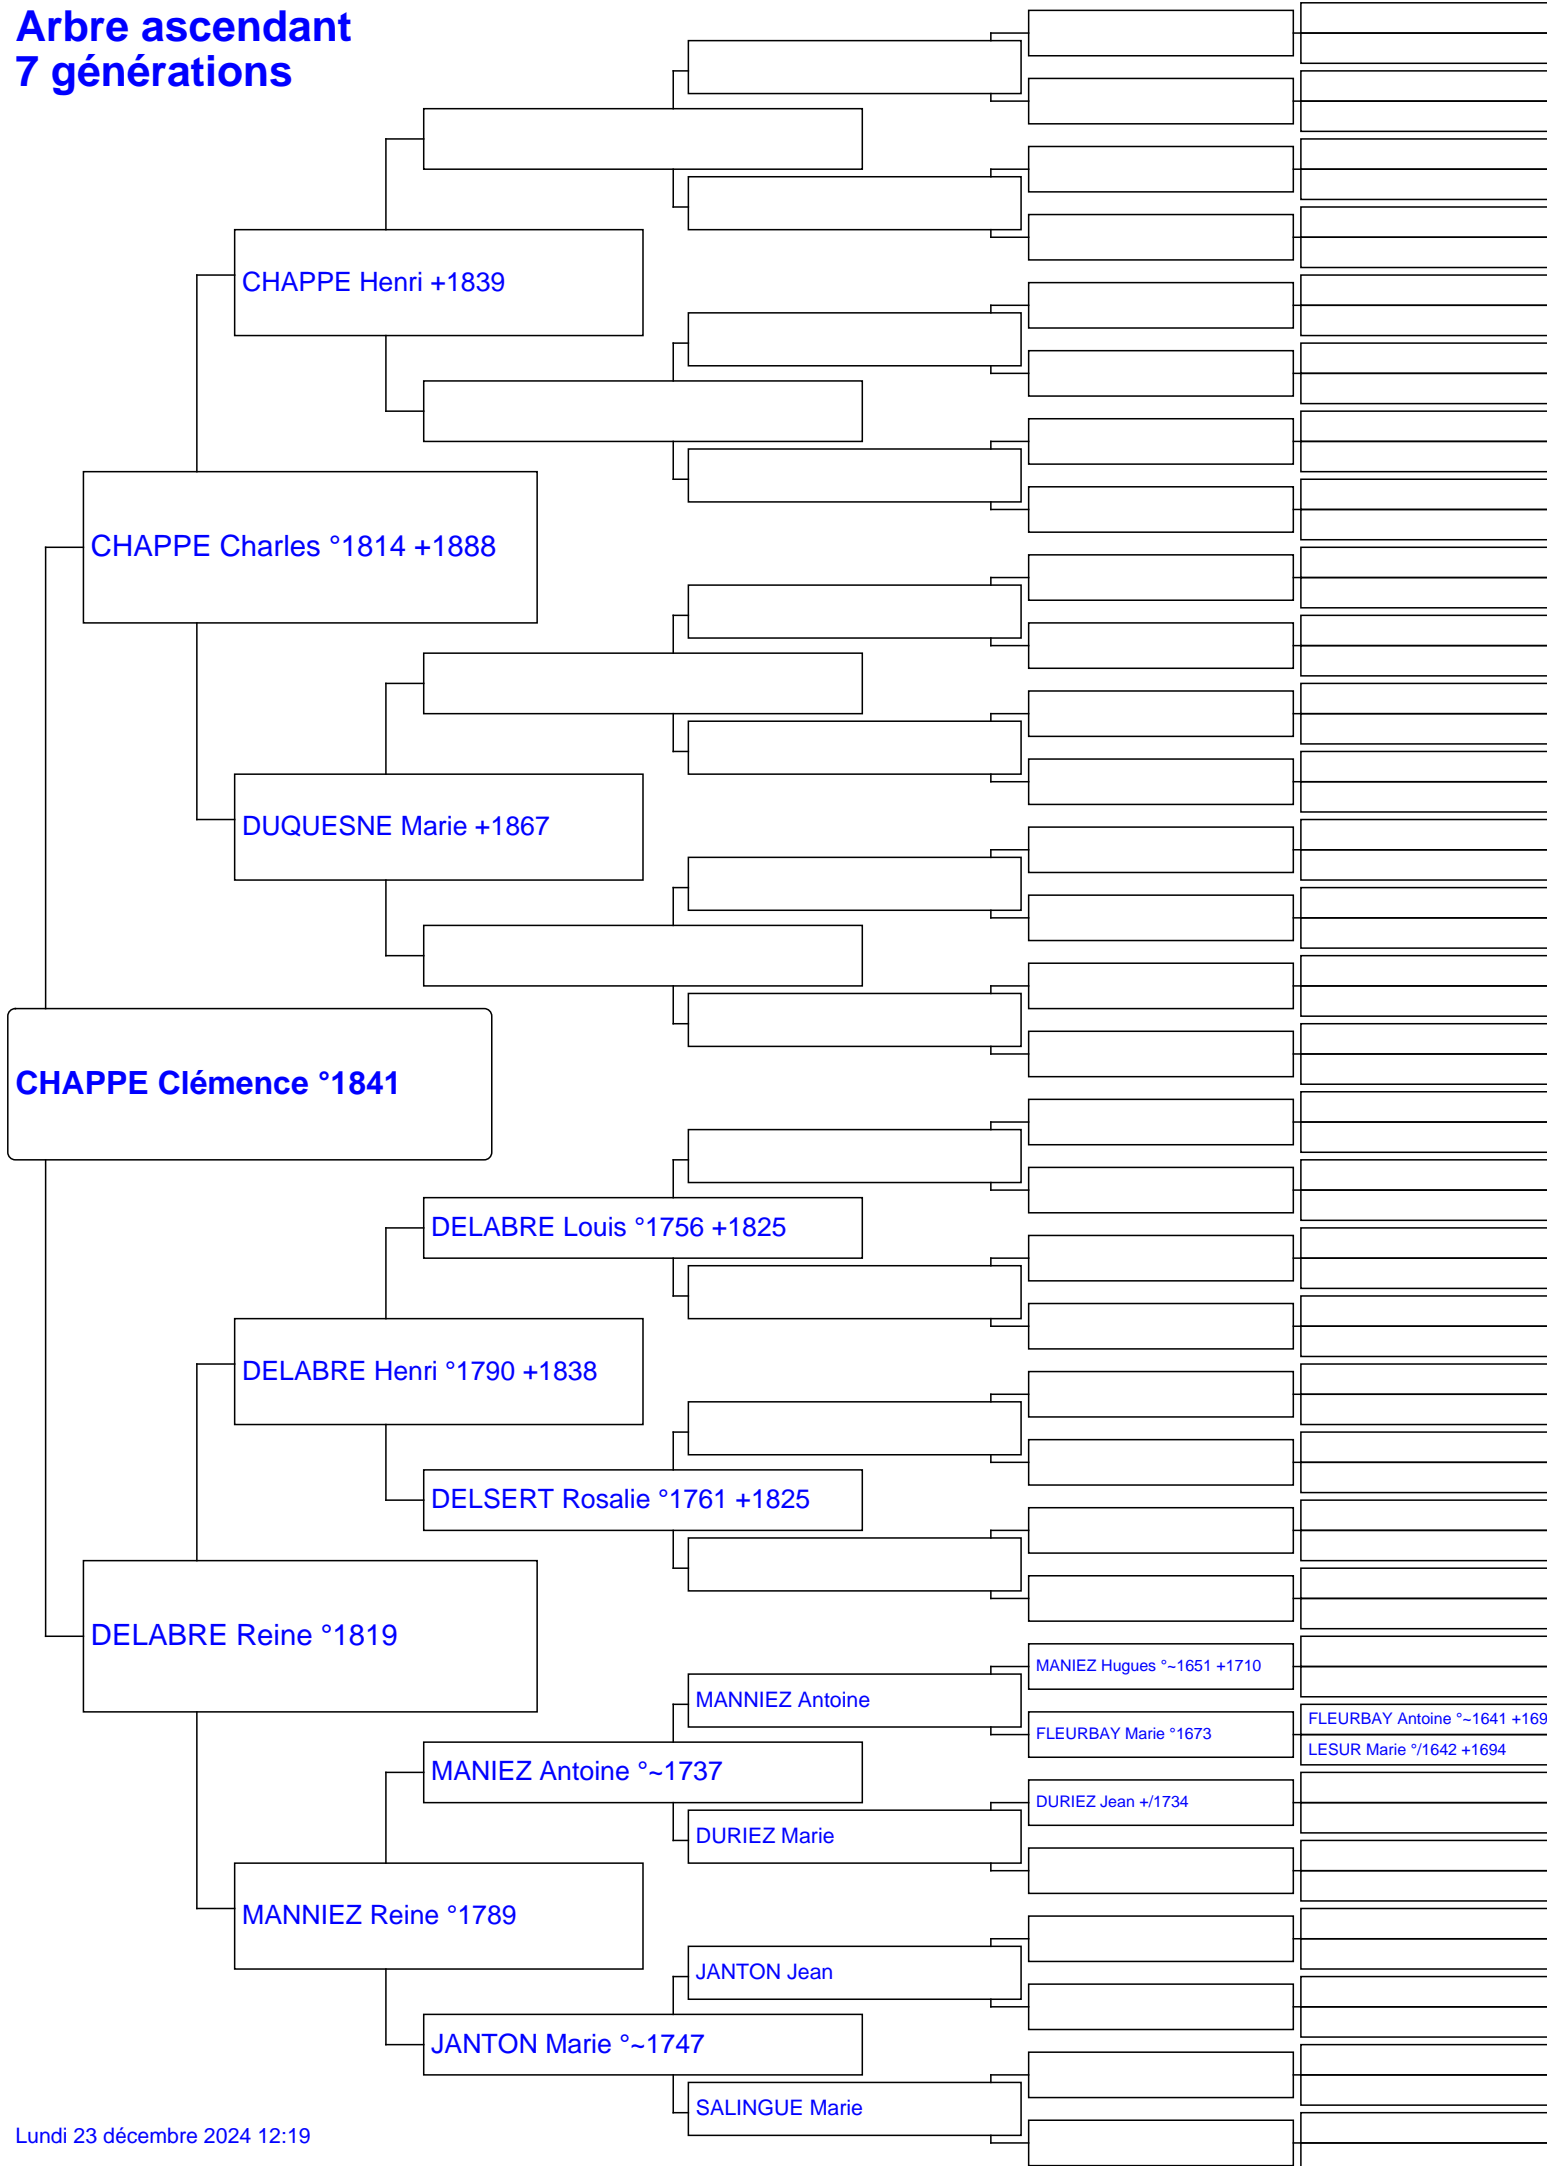 Arbre ascendant
7 générations
CHAPPE Henri +1839
CHAPPE Charles °1814 +1888
DUQUESNE Marie +1867
CHAPPE Clémence °1841
DELABRE Louis °1756 +1825
DELABRE Henri °1790 +1838
DELSERT Rosalie °1761 +1825
DELABRE Reine °1819
MANIEZ Hugues °~1651 +1710
MANNIEZ Antoine
FLEURBAY Antoine °~1641 +169
FLEURBAY Marie °1673
LESUR Marie °/1642 +1694
MANIEZ Antoine °~1737
DURIEZ Jean +/1734
DURIEZ Marie
MANNIEZ Reine °1789
JANTON Jean
JANTON Marie °~1747
SALINGUE Marie
Lundi 23 décembre 2024 12:19